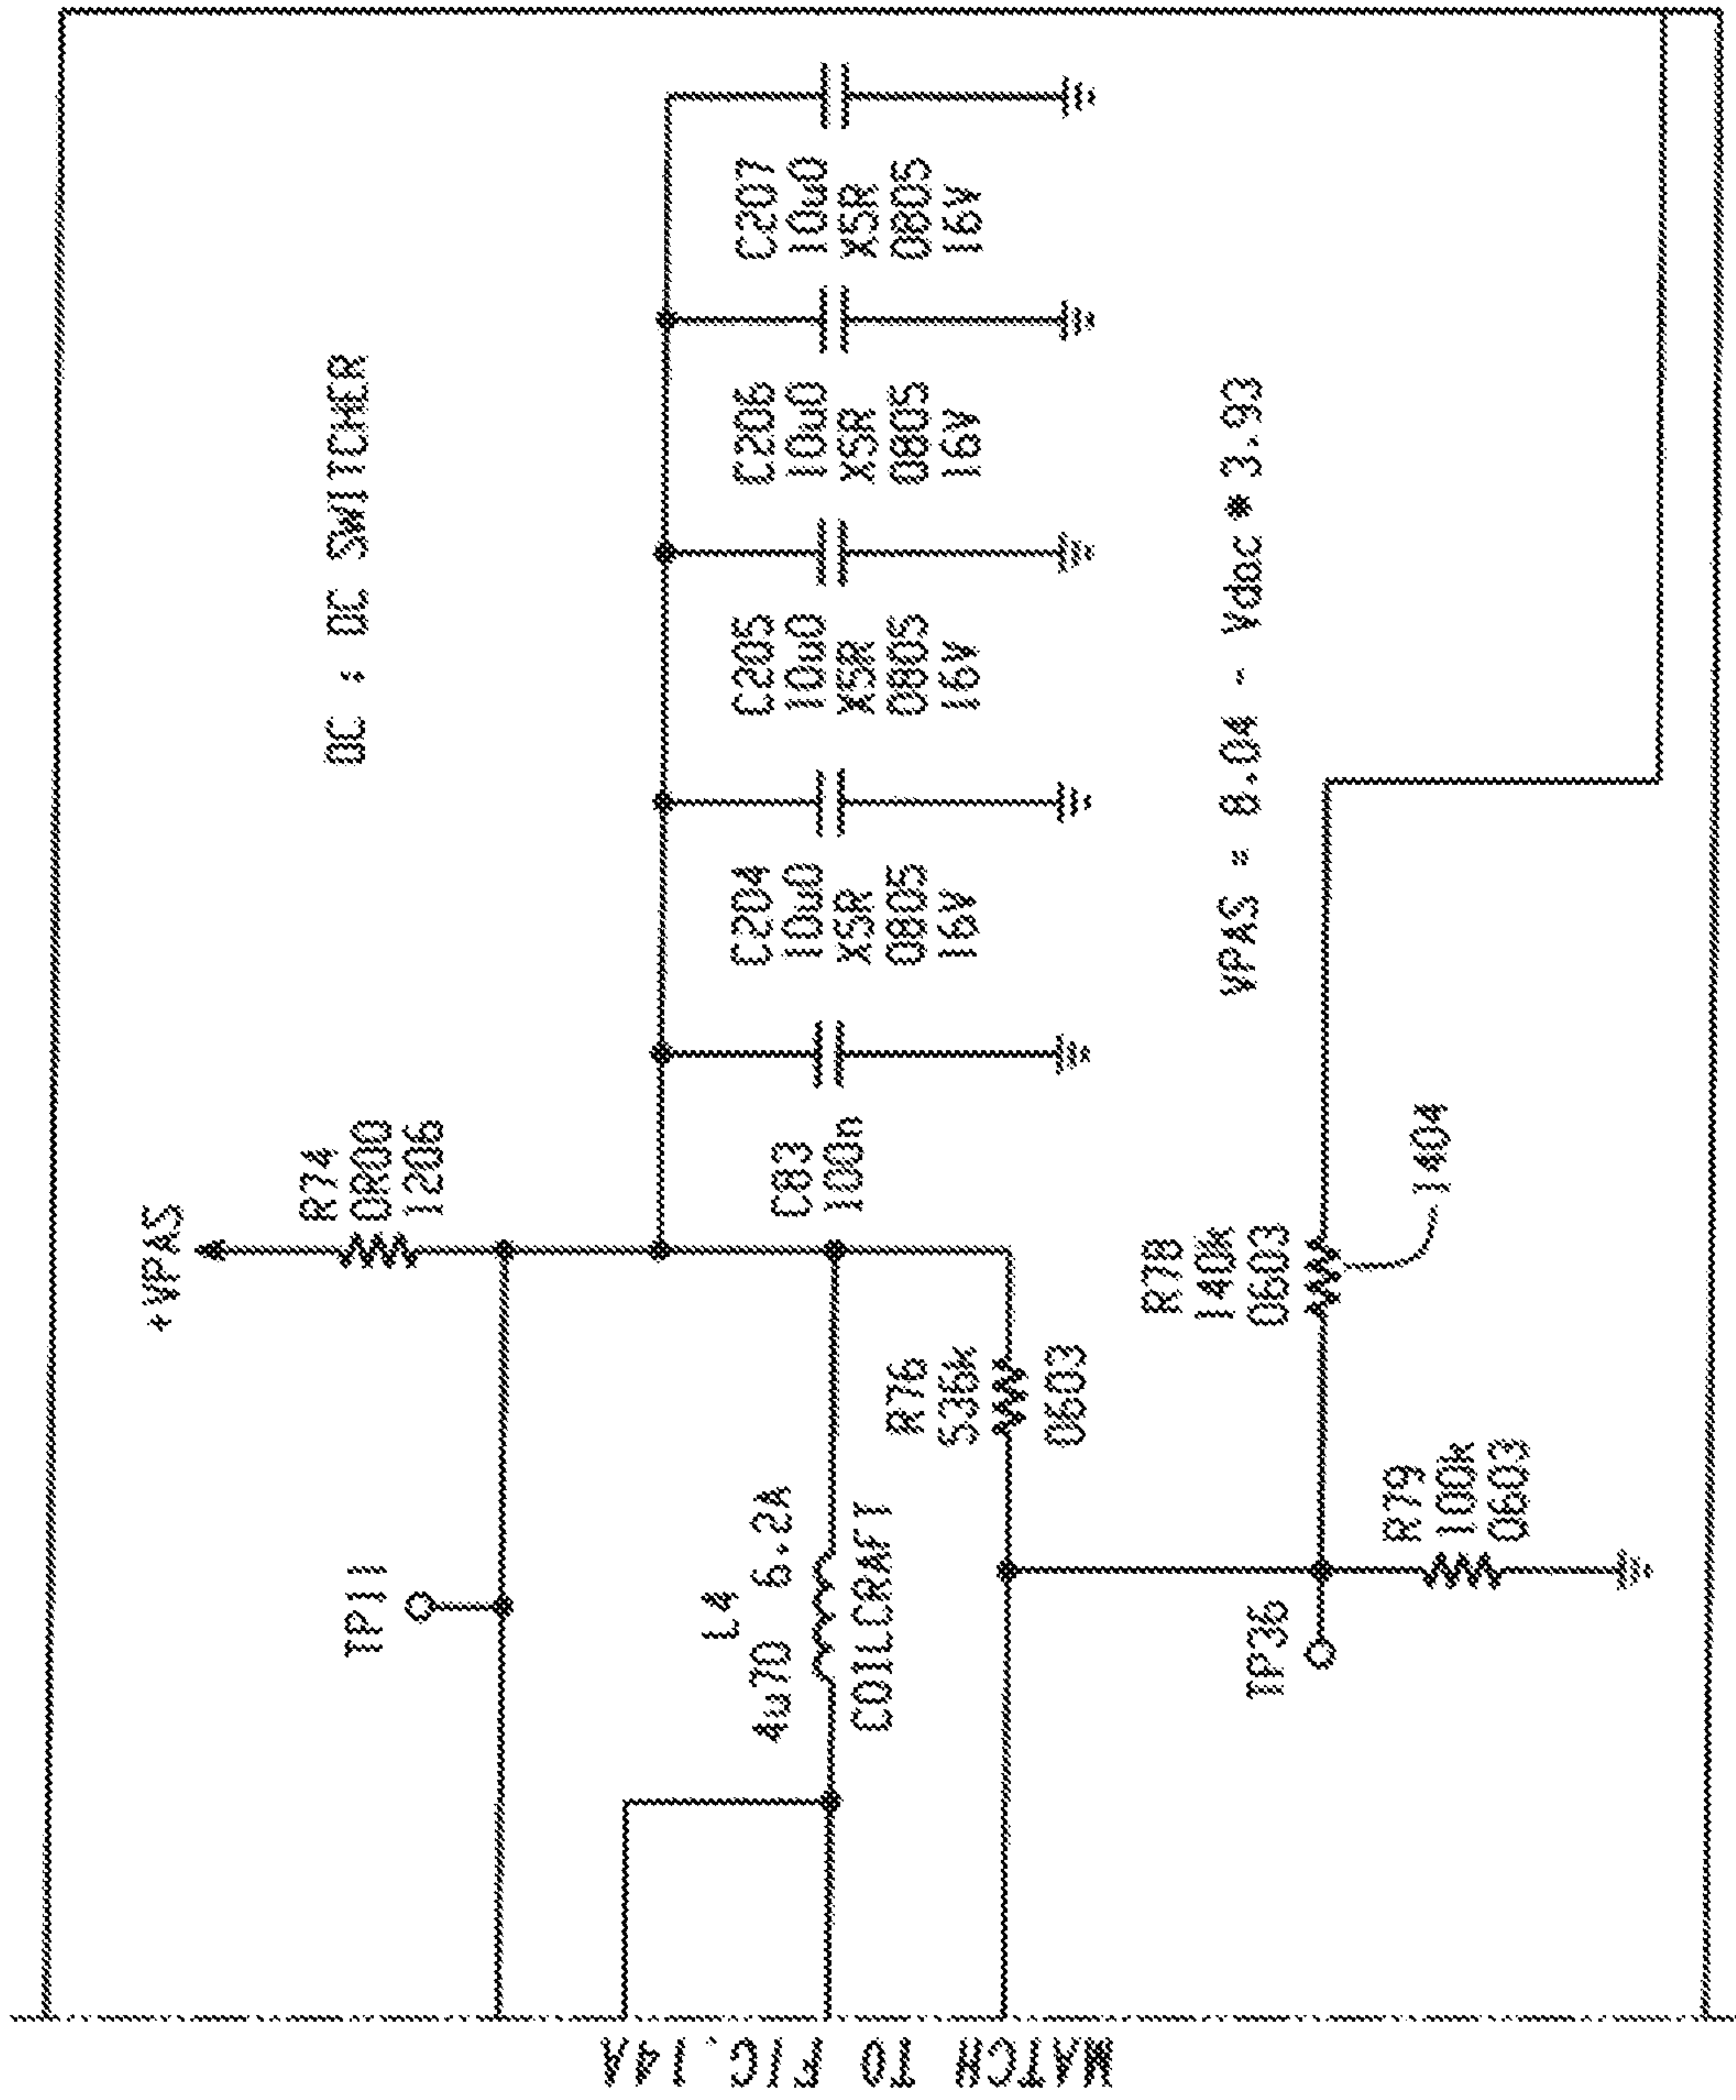 +VPAS
R74
0R00
1206
TP11
DC : DC SWITCHER
L4
4u70 6.2A
COILCRAFT
C83
100n
C204
10u0
X5R
0805
16V
C205
10u0
X5R
0805
16V
C206
10u0
X5R
0805
16V
C207
10u0
X5R
0805
16V
R76
536k
0603
R78
140k
0603
1404
VPAS = 8.04 - Vdac * 3.93
TP36
R79
100k
0603
MATCH TO FIG.14A